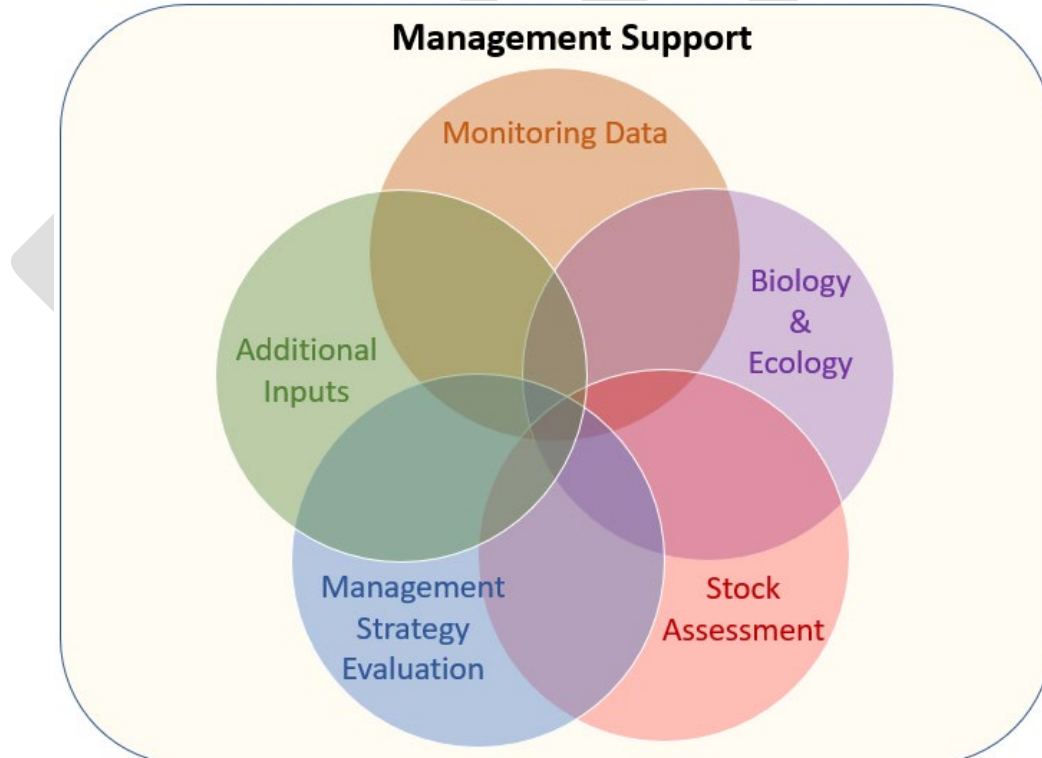 Management Support
Monitoring Data
Biology
&
Ecology
Additional
Inputs
Management
Strategy
Evaluation
Stock
Assessment